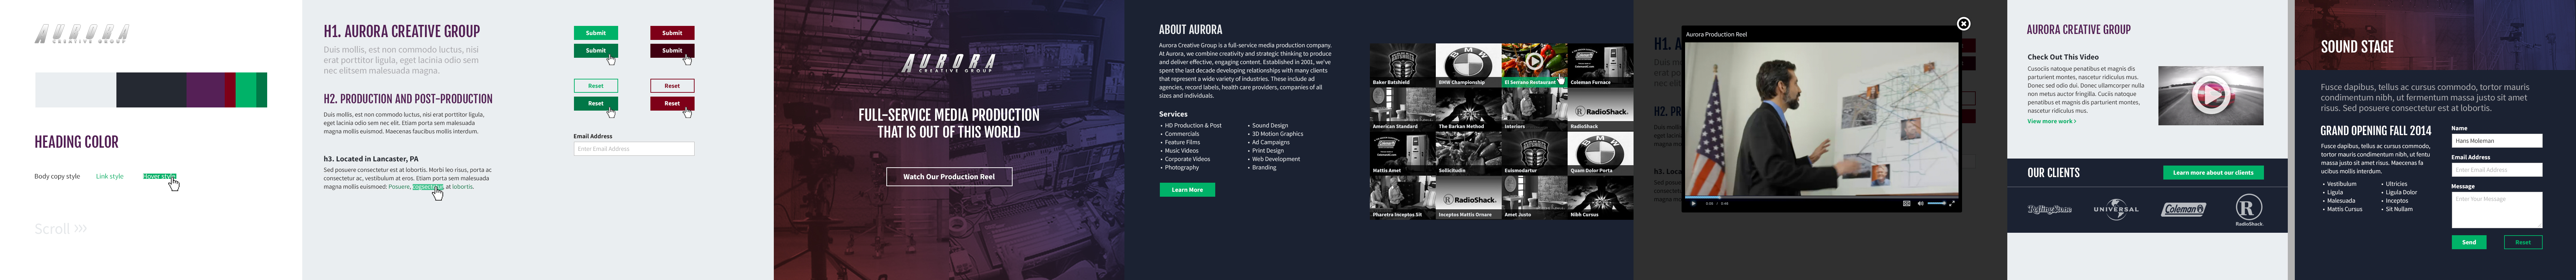 AURORA
CREATIVE GROUP
HEADING COLOR
Body copy style
Link style
Hover style
Scroll >>>
H1. AURORA CREATIVE GROUP
Duis mollis, est non commodo luctus, nisi
erat porttitor ligula, eget lacinia odio sem
nec elitsem malesuada magna.
H2. PRODUCTION AND POST-PRODUCTION
Duis mollis, est non commodo luctus, nisi erat porttitor ligula,
eget lacinia odio sem nec elit. Etiam porta sem malesuada
magna mollis euismod. Maecenas faucibus mollis interdum.
h3. Located in Lancaster, PA
Sed posuere consectetur est at lobortis. Morbi leo risus, porta ac
consectetur ac, vestibulum at eros. Etiam porta sem malesuada
magna mollis euismod: Posuere, consectetur, at lobortis.
Submit
Submit
Submit
Submit
Reset
Reset
Reset
Reset
Email Address
Enter Email Address
AURORA
CREATIVE GROUP
FULL-SERVICE MEDIA PRODUCTION
THAT IS OUT OF THIS WORLD
Watch Our Production Reel
ABOUT AURORA
Aurora Creative Group is a full-service media production company.
At Aurora, we combine creativity and strategic thinking to produce
and deliver effective, engaging content. Established in 2001, we've
spent the last decade developing relationships with many clients
that represent a wide variety of industries. These include ad
agencies, record labels, health care providers, companies of all
sizes and individuals.
Services
• HD Production & Post
• Commercials
• Feature Films
• Music Videos
• Corporate Videos
• Photography
• Sound Design
• 3D Motion Graphics
• Ad Campaigns
• Print Design
• Web Development
• Branding
Learn More
Baker Batshield
BMW Championship
El Serrano Restaurant
Coleman Furnace
American Standard
The Barkan Method
Interiors
RadioShack
Mattis Amet
Sollicitudin
Euismodartur
Quam Dolor Porta
Pharetra Inceptos Sit
Inceptos Mattis Ornare
Amet Justo
Nibh Cursus
Aurora Production Reel
AURORA CREATIVE GROUP
Check Out This Video
Cusociis natoque penatibus et magnis dis
parturient montes, nascetur ridiculus mus.
Donec sed odio dui. Donec ullamcorper nulla
non metus auctor fringilla. Cuciis natoque
penatibus et magnis dis parturient montes,
nascetur ridiculus mus.
View more work >
OUR CLIENTS
Learn more about our clients
RollingStone
UNIVERSAL
Coleman
RadioShack
SOUND STAGE
Fusce dapibus, tellus ac cursus commodo, tortor mauris
condimentum nibh, ut fermentum massa justo sit amet
risus. Sed posuere consectetur est at lobortis.
GRAND OPENING FALL 2014
Fusce dapibus, tellus ac cursus commodo,
tortor mauris condimentum nibh, ut fentu
massa justo sit amet risus. Maecenas fa
ucibus mollis interdum.
• Vestibulum
• Ligula
• Malesuada
• Mattis Cursus
• Ultricies
• Ligula Dolor
• Inceptos
• Sit Nullam
Name
Hans Moleman
Email Address
Enter Email Address
Message
Enter Your Message
Send
Reset